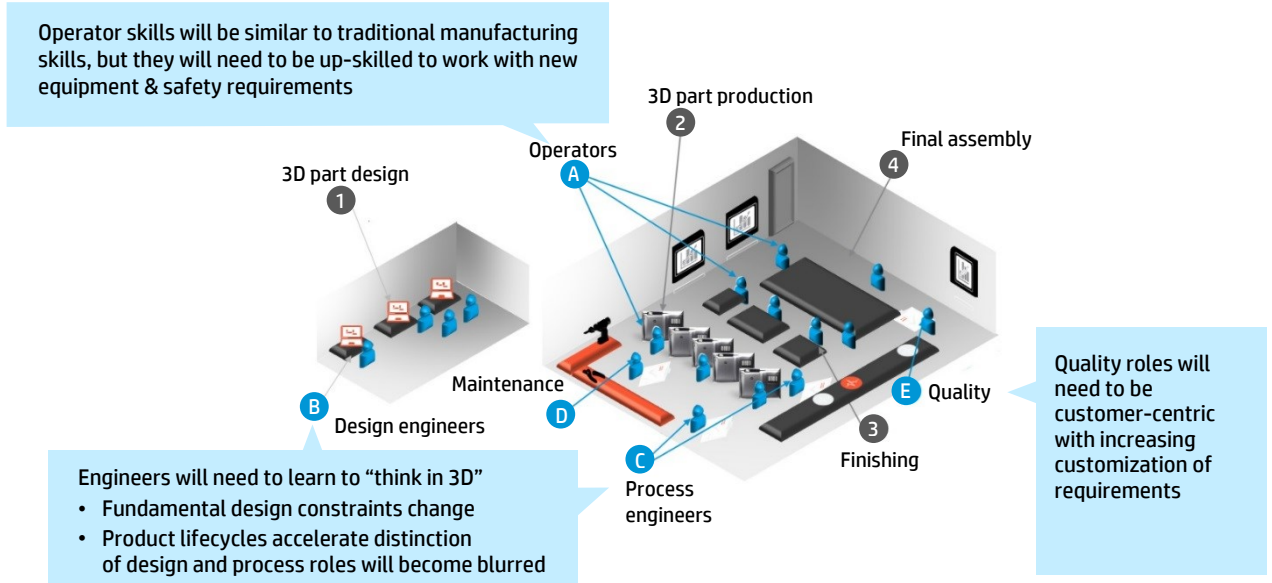 Operator skills will be similar to traditional manufacturing
skills, but they will need to be up-skilled to work with new
equipment & safety requirements
3D part production
2
Operators
A
Final assembly
4
3D part design
1
Maintenance
D
B
Design engineers
E
Quality
3
Finishing
C
Process
engineers
Engineers will need to learn to “think in 3D”
• Fundamental design constraints change
• Product lifecycles accelerate distinction
of design and process roles will become blurred
Quality roles will
need to be
customer-centric
with increasing
customization of
requirements